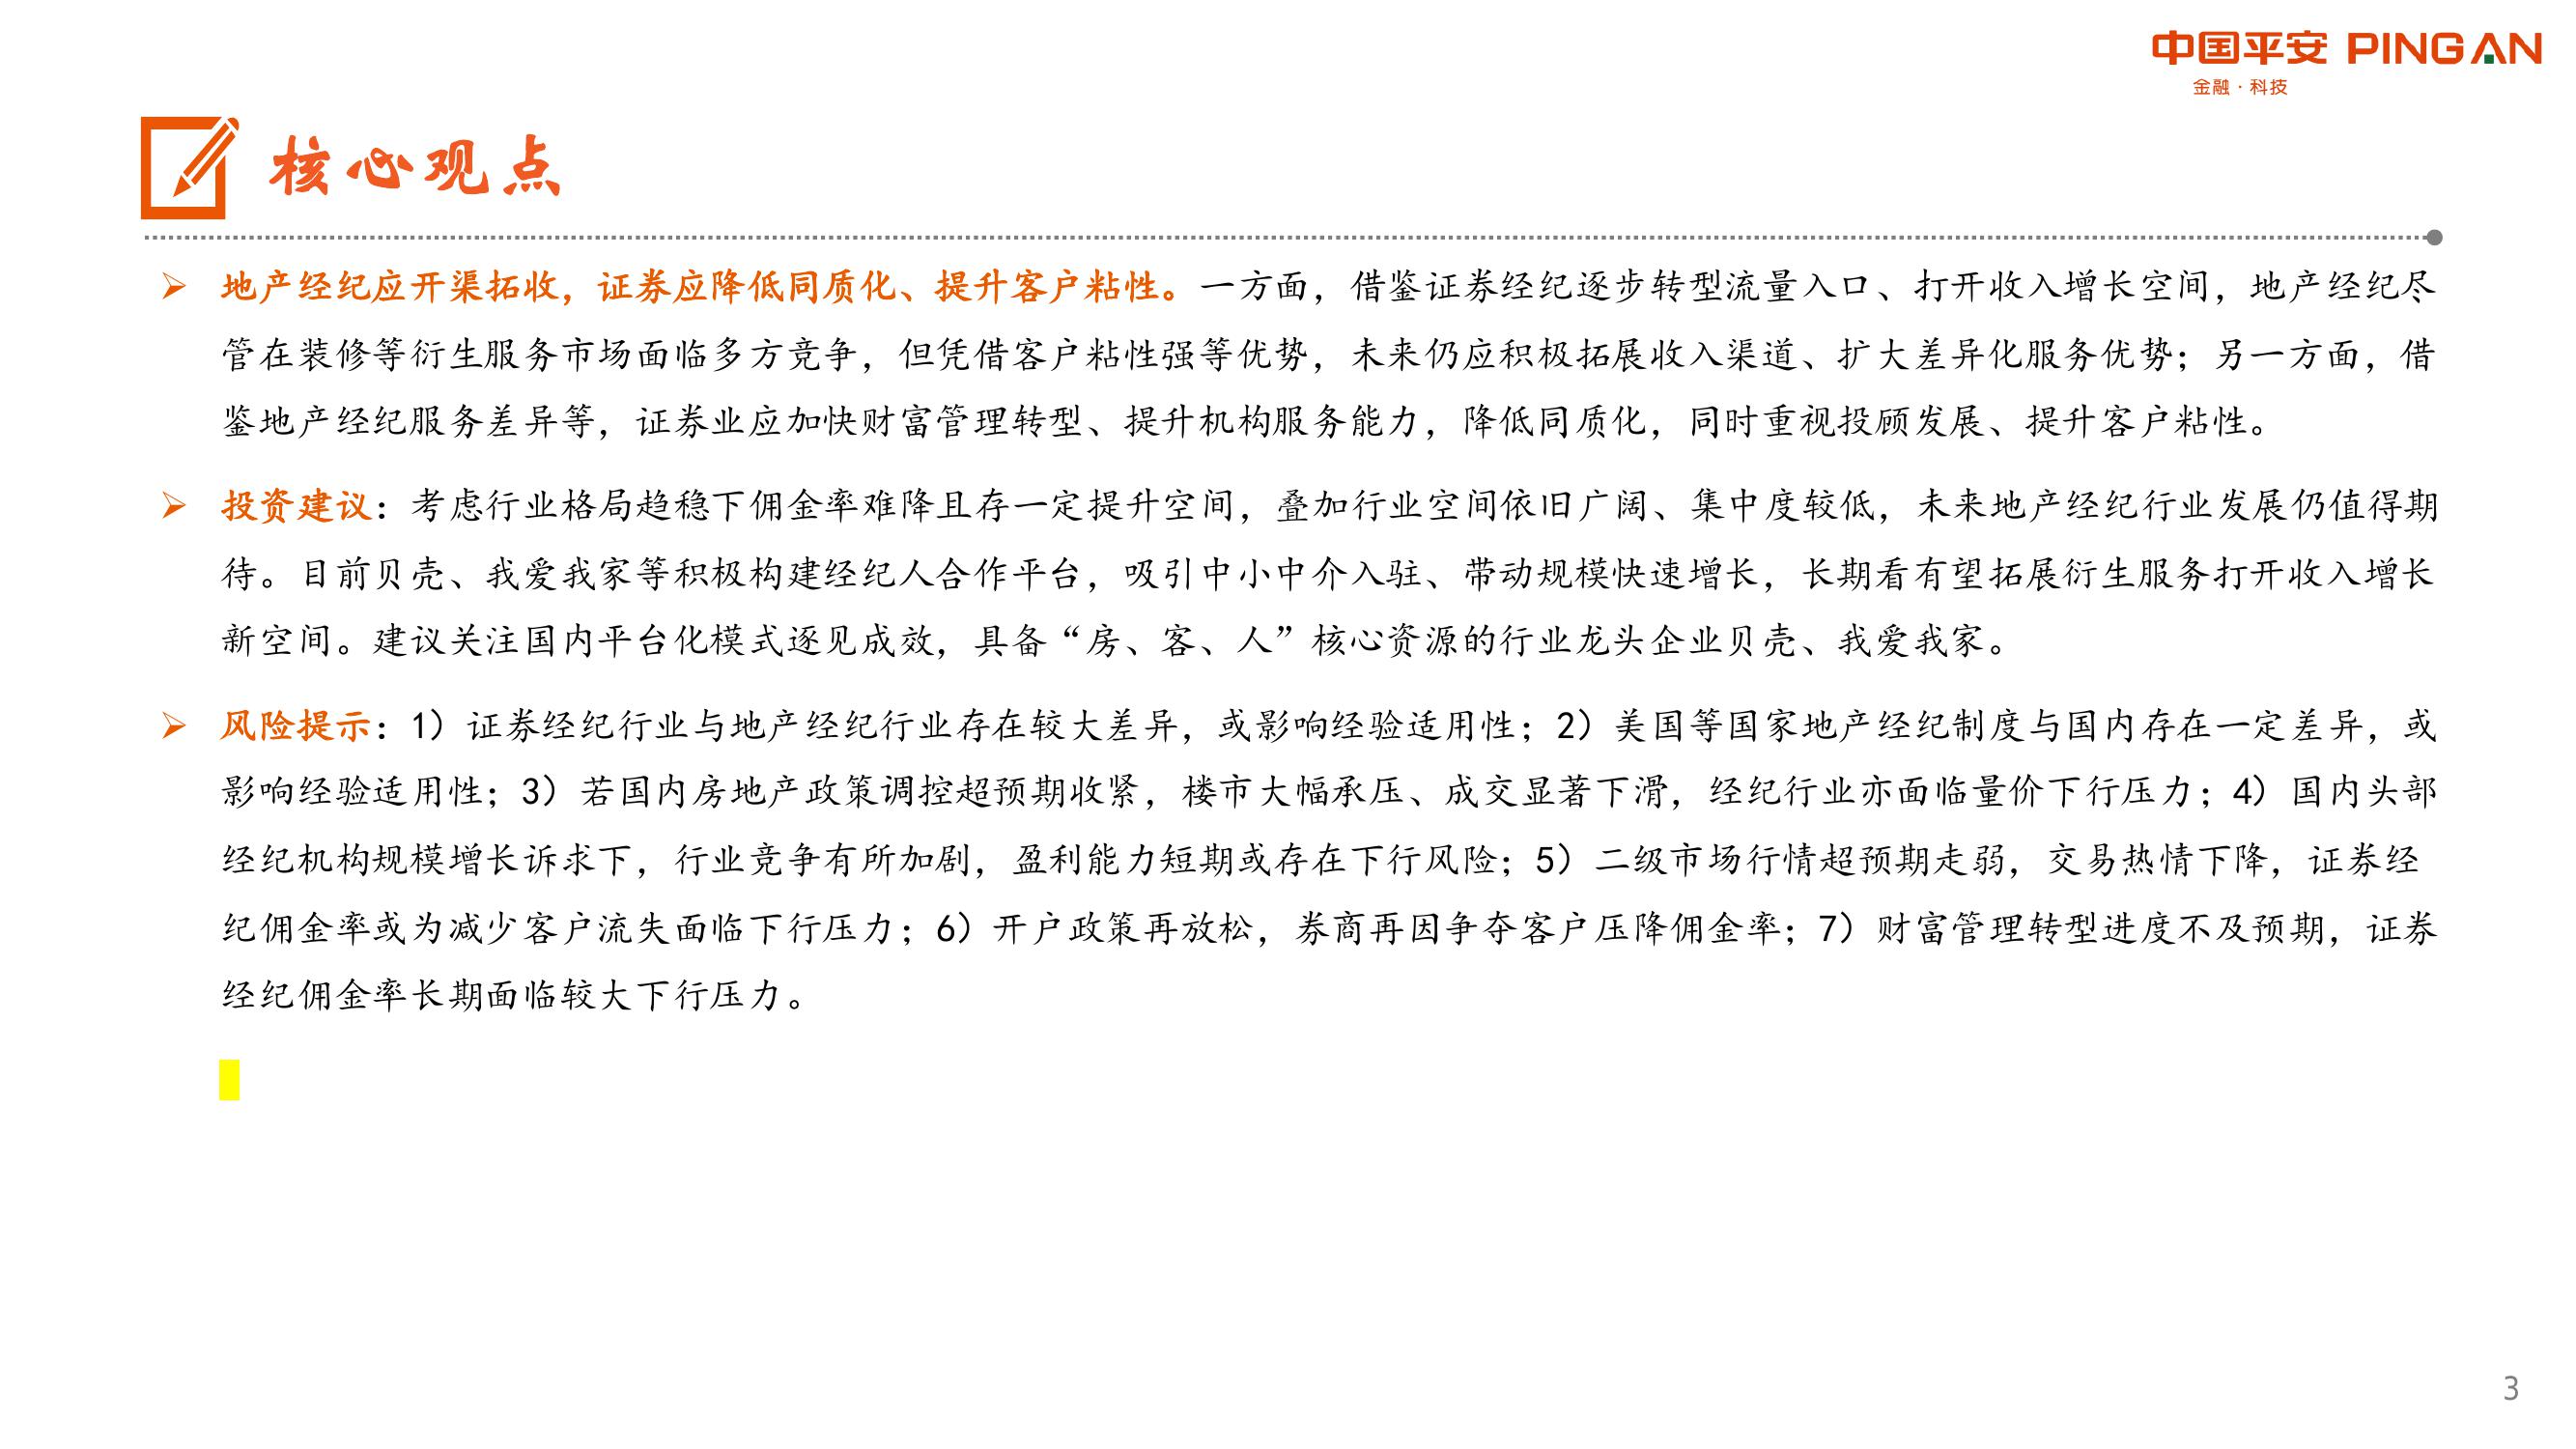 中国平安 PINGAN
金融·科技
核心观点
➢ 地产经纪应开渠拓收，证券应降低同质化、提升客户粘性。一方面，借鉴证券经纪逐步转型流量入口、打开收入增长空间，地产经纪尽
管在装修等衍生服务市场面临多方竞争，但凭借客户粘性强等优势，未来仍应积极拓展收入渠道、扩大差异化服务优势；另一方面，借
鉴地产经纪服务差异等，证券业应加快财富管理转型、提升机构服务能力，降低同质化，同时重视投顾发展、提升客户粘性。
➢ 投资建议：考虑行业格局趋稳下佣金率难降且存一定提升空间，叠加行业空间依旧广阔、集中度较低，未来地产经纪行业发展仍值得期
待。目前贝壳、我爱我家等积极构建经纪人合作平台，吸引中小中介入驻、带动规模快速增长，长期看有望拓展衍生服务打开收入增长
新空间。建议关注国内平台化模式逐见成效，具备“房、客、人”核心资源的行业龙头企业贝壳、我爱我家。
➢ 风险提示：1）证券经纪行业与地产经纪行业存在较大差异，或影响经验适用性；2）美国等国家地产经纪制度与国内存在一定差异，或
影响经验适用性；3）若国内房地产政策调控超预期收紧，楼市大幅承压、成交显著下滑，经纪行业亦面临量价下行压力；4）国内头部
经纪机构规模增长诉求下，行业竞争有所加剧，盈利能力短期或存在下行风险；5）二级市场行情超预期走弱，交易热情下降，证券经
纪佣金率或为减少客户流失面临下行压力；6）开户政策再放松，券商再因争夺客户压降佣金率；7）财富管理转型进度不及预期，证券
经纪佣金率长期面临较大下行压力。
3